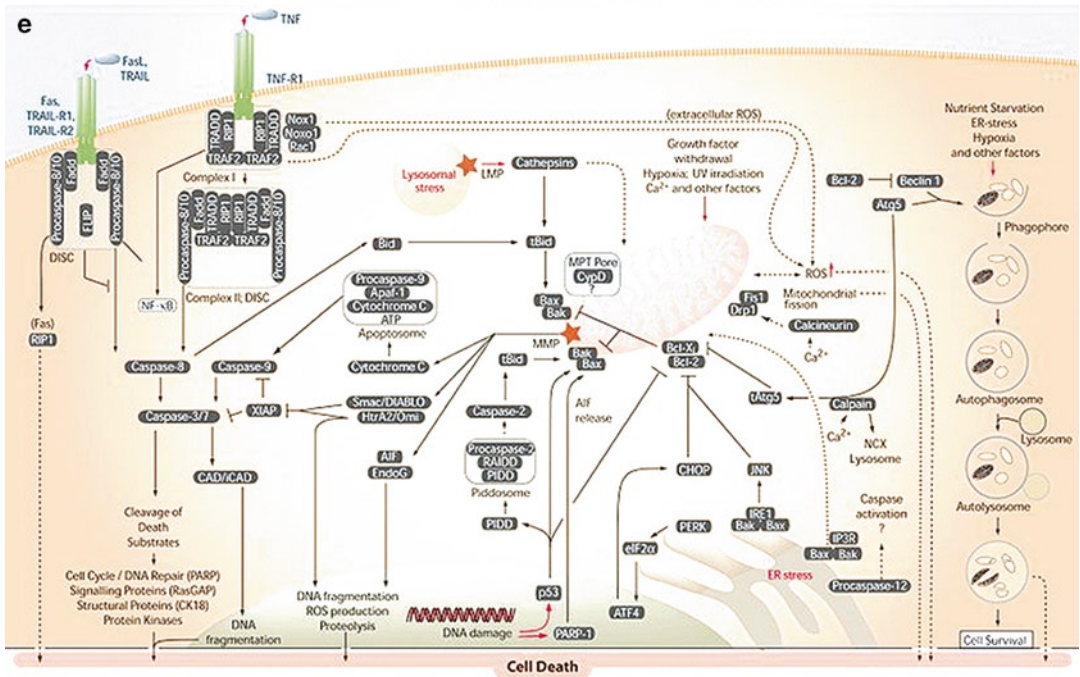 e
TNF
FasL,
TRAIL
TNF-R1
Fas,
TRAIL-R1,
TRAIL-R2
TRADD
RIP1
RIP1
TRADD
TRAF2
TRAF2
Nox1
Noxo1
Rac1
Complex I
Procaspase-8/10
Fadd
Fadd
Procaspase-8/10
FLIP
DISC
Procaspase-8/10
Fadd
TRADD
RIP1
RIP1
TRADD
Fadd
Procaspase-8/10
TRAF2
TRAF2
Complex II; DISC
NF-κB
(Fas)
RIP1
(extracellular ROS)
Lysosomal
stress
LMP
Cathepsins
Growth factor
withdrawal
Hypoxia; UV irradiation
Ca2+ and other factors
Bid
tBid
MPT Pore
CypD
?
Bax
Bak
Procaspase-9
Apaf-1
Cytochrome C
ATP
Apoptosome
Cytochrome C
MMP
tBid
Bak
Bax
Bcl-XL
Bcl-2
Fis1
Drp1
ROS
Mitochondrial
fission
Calcineurin
Ca2+
Bcl-2
Beclin 1
Atg5
Nutrient Starvation
ER-stress
Hypoxia
and other factors
Phagophore
Autophagosome
Lysosome
Autolysosome
Cell Survival
Caspase-8
Caspase-9
Caspase-3/7
XIAP
CAD/iCAD
Smac/DIABLO
HtrA2/Omi
AIF
EndoG
Caspase-2
Procaspase-2
RAIDD
PIDD
Piddosome
PIDD
AIF
release
tAtg5
Calpain
Ca2+
NCX
Lysosome
CHOP
JNK
IRE1
Bak
Bax
PERK
eIF2α
ATF4
ER stress
IP3R
Bax
Bak
Caspase
activation
?
Procaspase-12
Cleavage of
Death
Substrates
Cell Cycle / DNA Repair (PARP)
Signalling Proteins (RasGAP)
Structural Proteins (CK18)
Protein Kinases
DNA
fragmentation
DNA fragmentation
ROS production
Proteolysis
DNA damage
p53
PARP-1
Cell Death